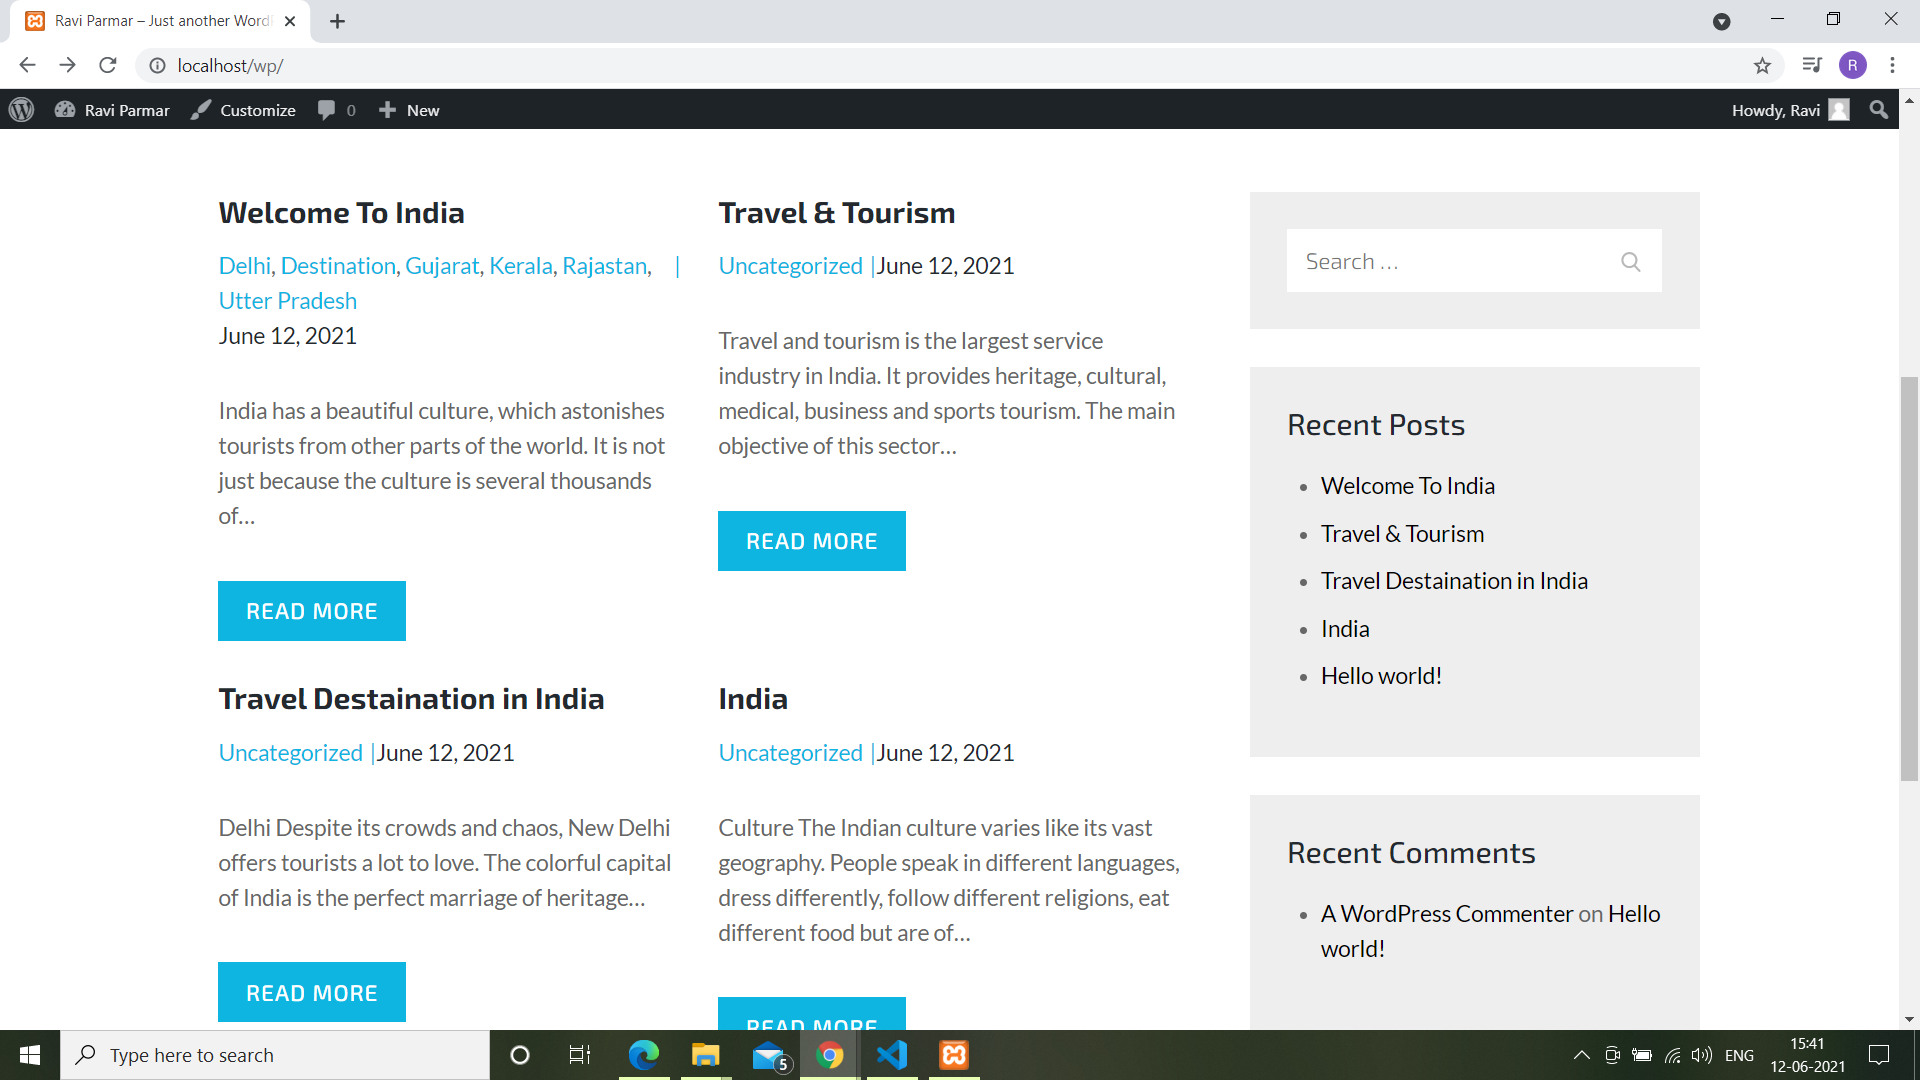 Ravi Parmar – Just another Word
localhost/wp/
R
Ravi Parmar
Customize
0
New
Howdy, Ravi
Welcome To India
Delhi, Destination, Gujarat, Kerala, Rajastan, |
Utter Pradesh
June 12, 2021
India has a beautiful culture, which astonishes
tourists from other parts of the world. It is not
just because the culture is several thousands
of…
READ MORE
Travel & Tourism
Uncategorized |June 12, 2021
Travel and tourism is the largest service
industry in India. It provides heritage, cultural,
medical, business and sports tourism. The main
objective of this sector…
READ MORE
Travel Destaination in India
Uncategorized |June 12, 2021
Delhi Despite its crowds and chaos, New Delhi
offers tourists a lot to love. The colorful capital
of India is the perfect marriage of heritage…
READ MORE
India
Uncategorized |June 12, 2021
Culture The Indian culture varies like its vast
geography. People speak in different languages,
dress differently, follow different religions, eat
different food but are of…
READ MORE
Search …
Recent Posts
Welcome To India
Travel & Tourism
Travel Destaination in India
India
Hello world!
Recent Comments
A WordPress Commenter on Hello
world!
Type here to search
5
ENG
15:41
12-06-2021